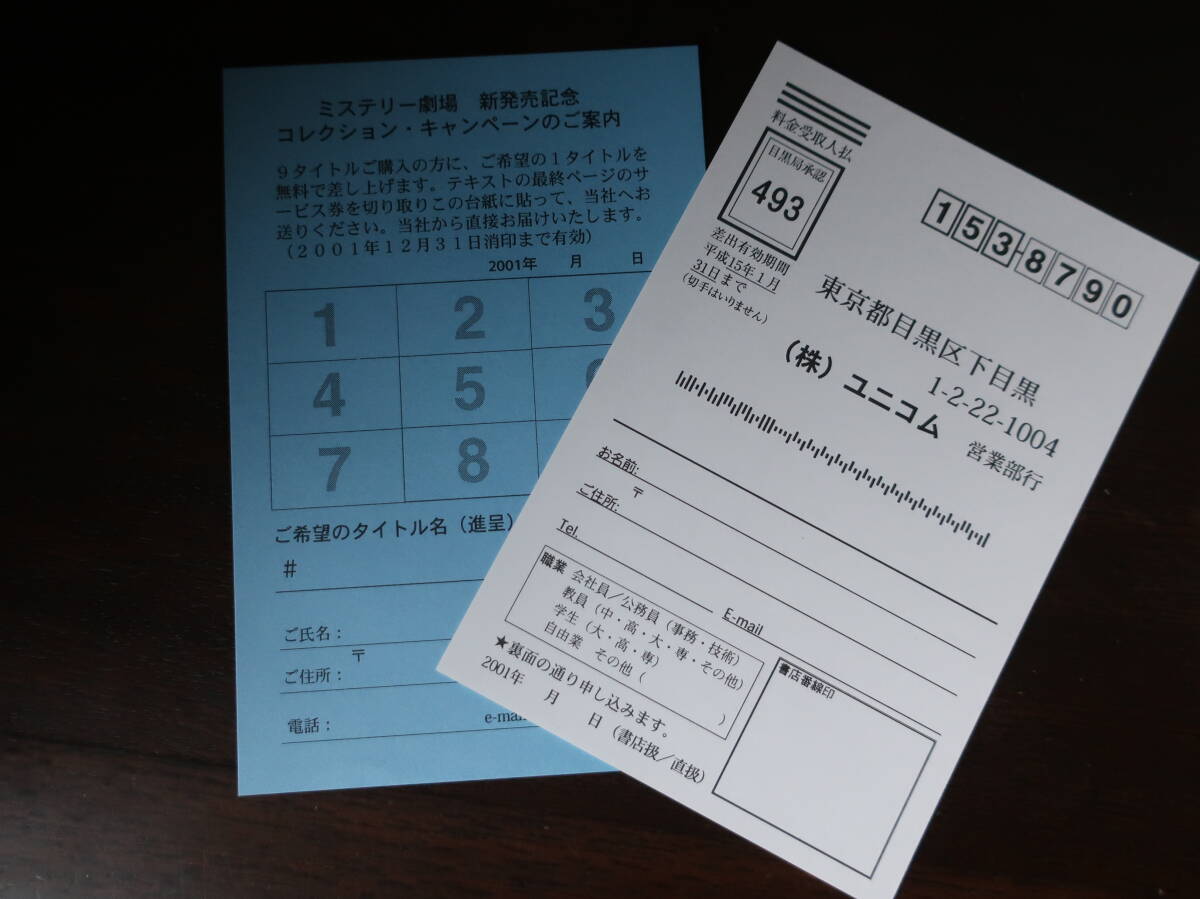 ミステリー劇場　新発売記念
コレクション・キャンペーンのご案内
９タイトルご購入の方に、ご希望の１タイトルを
無料で差し上げます。テキストの最終ページのサ
ービス券を切り取りこの台紙に貼って、当社へお
送りください。当社から直接お届けいたします。
（２００１年１２月３１日消印まで有効）
2001年　　月　　　日
1 2 3
4 5
7 8
ご希望のタイトル名（進呈）
#
ご氏名：
〒
ご住所：
電話； e-mail
料金受取人払
目黒局承認
493
差出有効期間
平成15年１月
31日まで
（切手はいりません）
153-8790
東京都目黒区下目黒
1-2-22-1004
（株）ユニコム
営業部行
お名前:
〒
ご住所:
Tel.
E-mail
職業　会社員／公務員（事務・技術）
教員（中・高・大・専・その他）
学生（大・高・専）
自由業　その他（　　　　　）
★裏面の通り申し込みます。
2001年　　月　　日（書店扱／直扱）
書店番線印